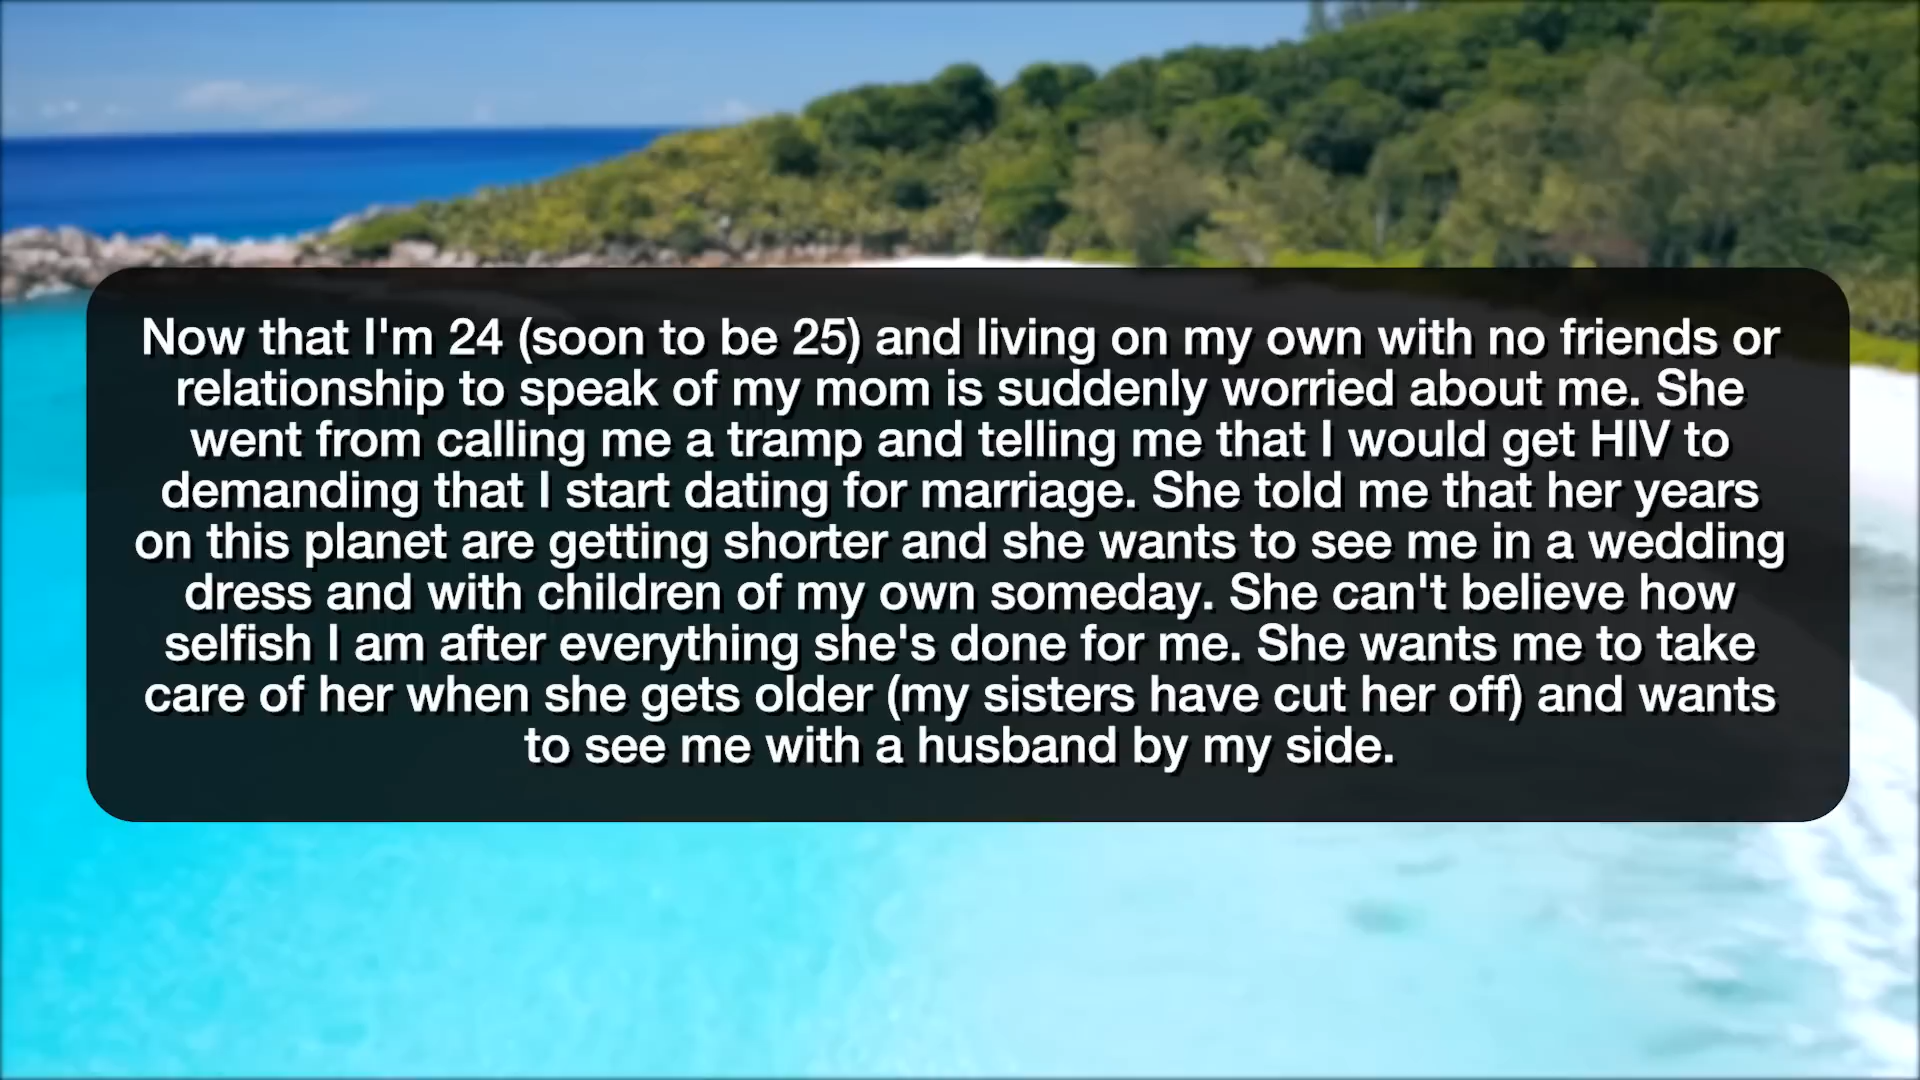 Now that I'm 24 (soon to be 25) and living on my own with no friends or
relationship to speak of my mom is suddenly worried about me. She
went from calling me a tramp and telling me that I would get HIV to
demanding that I start dating for marriage. She told me that her years
on this planet are getting shorter and she wants to see me in a wedding
dress and with children of my own someday. She can't believe how
selfish I am after everything she's done for me. She wants me to take
care of her when she gets older (my sisters have cut her off) and wants
to see me with a husband by my side.